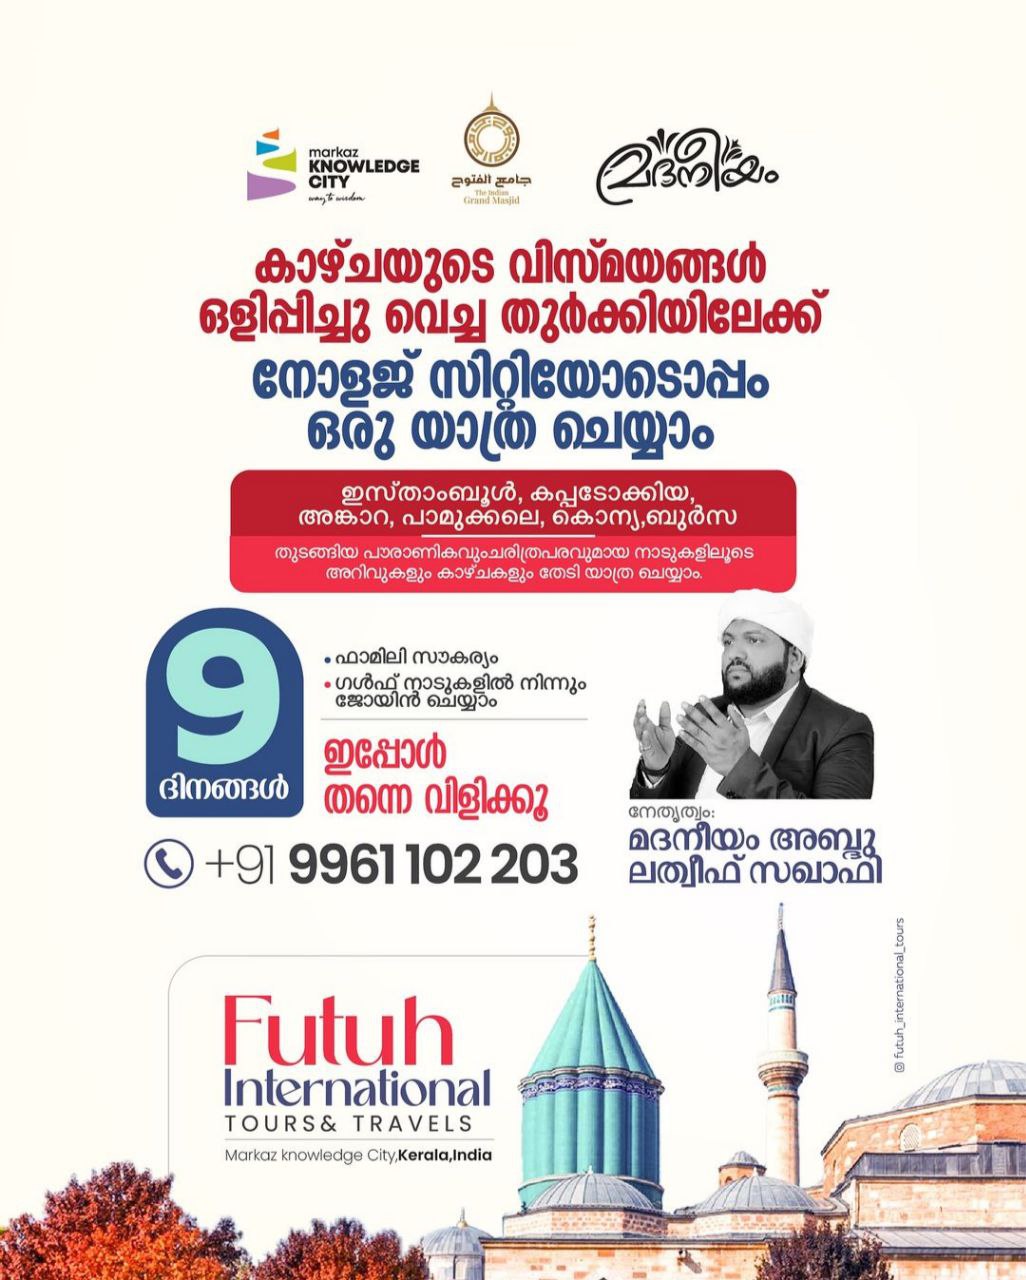 markaz
KNOWLEDGE
CITY
way to wisdom
جامع الفتوح
The Indian
Grand Masjid
മദനീയം
കാഴ്ചയുടെ വിസ്മയങ്ങൾ
ഒളിപ്പിച്ചു വെച്ച തുർക്കിയിലേക്ക്
നോളജ് സിറ്റിയോടൊപ്പം
ഒരു യാത്ര ചെയ്യാം
ഇസ്താംബൂൾ, കപ്പടോക്കിയ,
അങ്കാറ, പാമുക്കലെ, കൊന്യ,ബുർസ
തുടങ്ങിയ പൗരാണികവുംചരിത്രപരവുമായ നാടുകളിലൂടെ
അറിവുകളും കാഴ്ചകളും തേടി യാത്ര ചെയ്യാം.
9
ദിനങ്ങൾ
• ഫാമിലി സൗകര്യം
• ഗൾഫ് നാടുകളിൽ നിന്നും
ജോയിൻ ചെയ്യാം
ഇപ്പോൾ
തന്നെ വിളിക്കൂ
+91 9961 102 203
നേതൃത്വം:
മദനീയം അബ്ദു
ലത്വീഫ് സഖാഫി
futuh_international_tours
Futuh
International
TOURS& TRAVELS
Markaz knowledge City,Kerala,India